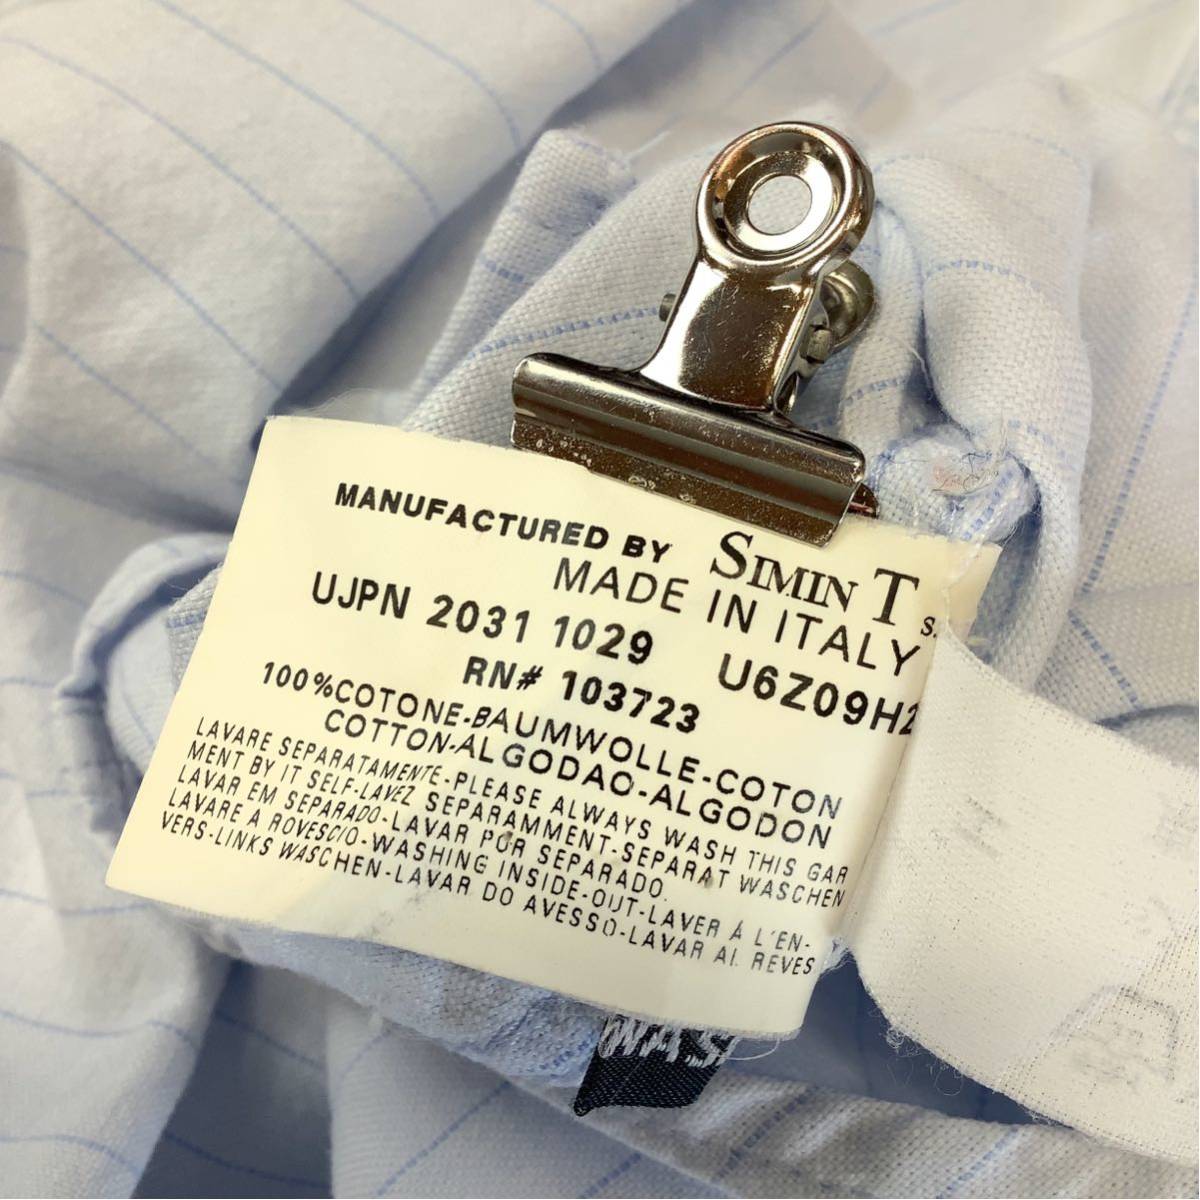 MANUFACTURED BY SIMIN T s.
MADE IN ITALY
UJPN 2031 1029 U6Z09H2
RN# 103723
100%COTONE-BAUMWOLLE-COTON
COTTON-ALGODAO-ALGODON
LAVARE SEPARATAMENTE-PLEASE ALWAYS WASH THIS GAR
MENT BY IT SELF-LAVEZ SEPARAMMENT-SEPARAT WASCHEN
LAVAR EM SEPARADO-LAVAR POR SEPARADO.
LAVARE A ROVESCIO-WASHING INSIDE-OUT-LAVER À L'EN-
VERS-LINKS WASCHEN-LAVAR DO AVESSO-LAVAR AL REVES